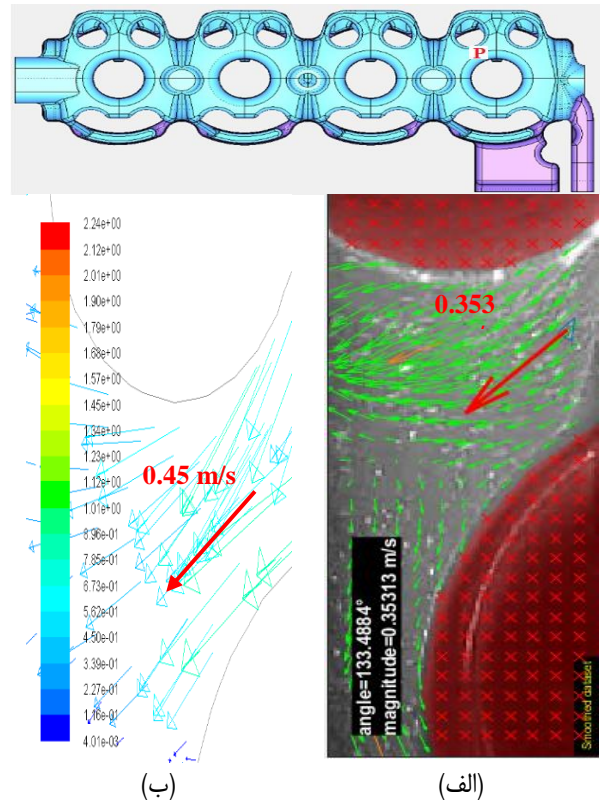 P
2.24e+00
2.12e+00
2.01e+00
1.90e+00
1.79e+00
1.68e+00
1.57e+00
1.45e+00
1.34e+00
1.23e+00
1.12e+00
1.01e+00
8.96e-01
7.85e-01
6.73e-01
5.62e-01
4.50e-01
3.39e-01
2.27e-01
1.16e-01
4.01e-03
0.45 m/s
0.353
angle=133.4884°
magnitude=0.35313 m/s
Smoothed dataset
(ب)
(الف)